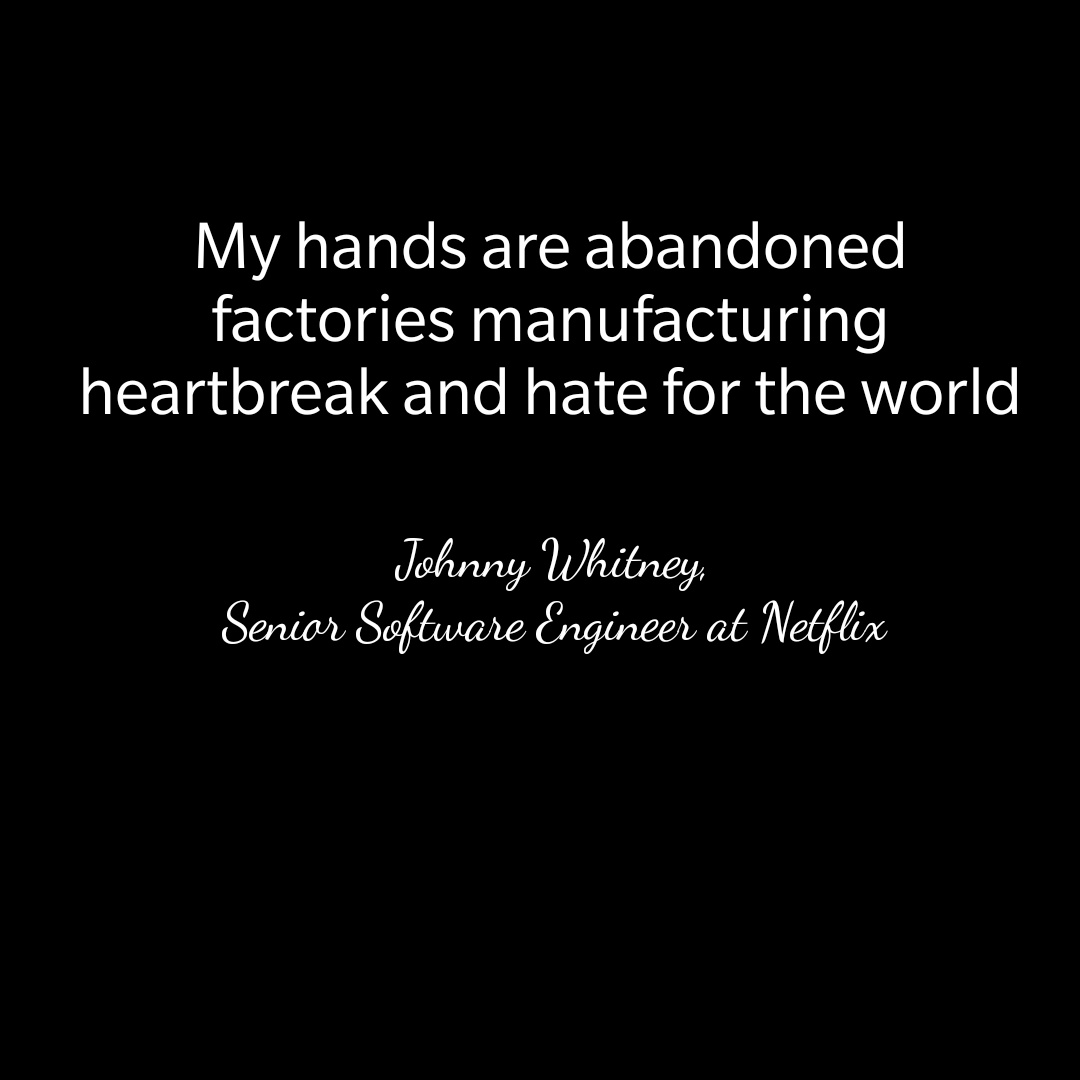 My hands are abandoned
factories manufacturing
heartbreak and hate for the world
Johnny Whitney,
Senior Software Engineer at Netflix